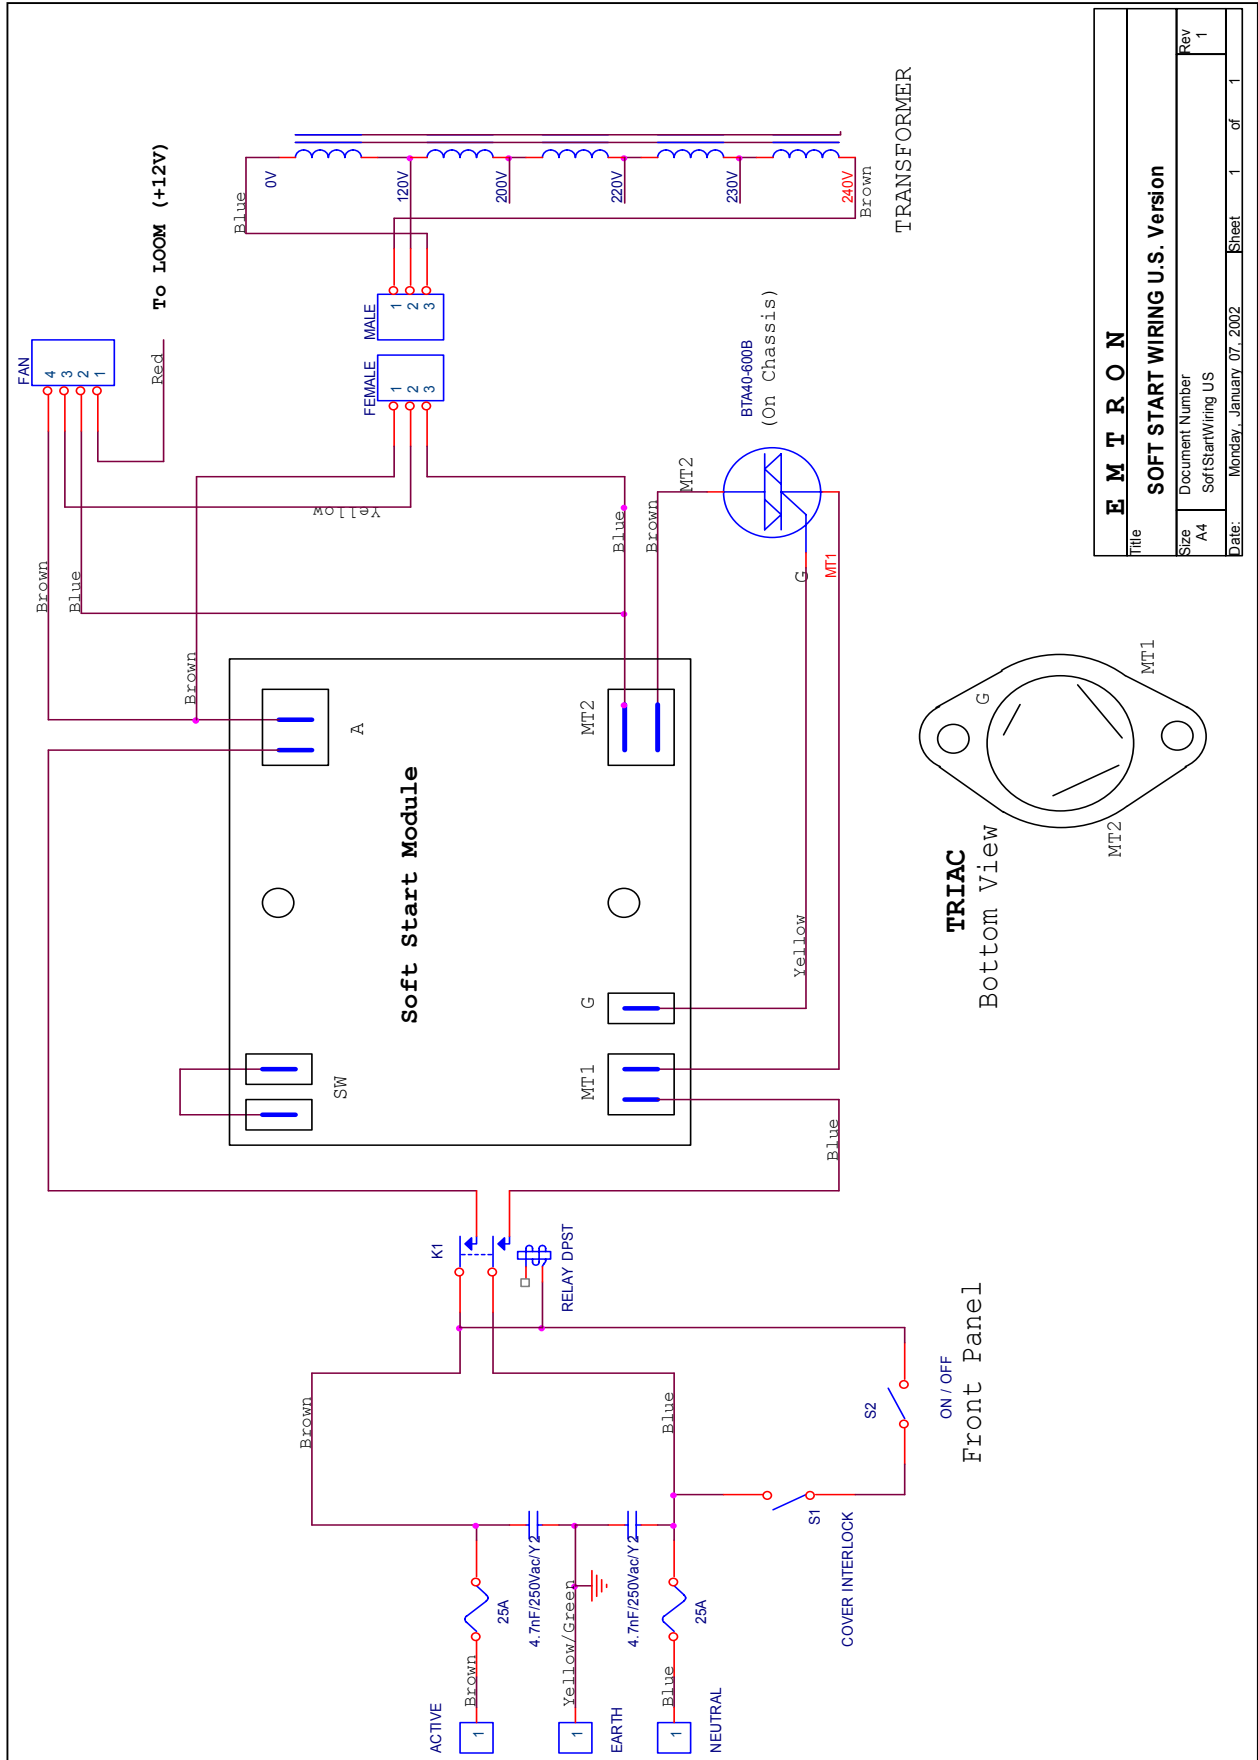 FAN
4
3
2
1
Red
To LOOM (+12V)
Brown
Blue
Brown
Yellow
FEMALE
1
2
3
MALE
1
2
3
Blue
0V
120V
200V
220V
230V
240V
Brown
TRANSFORMER
Blue
Brown
MT2
G
MT1
BTA40-600B
(On Chassis)
Soft Start Module
A
MT2
G
MT1
SW
Yellow
Blue
K1
RELAY DPST
Brown
Blue
25A
4.7nF/250Vac/Y2
4.7nF/250Vac/Y2
25A
ACTIVE
1
Brown
EARTH
1
Yellow/Green
NEUTRAL
1
Blue
S1
COVER INTERLOCK
S2
ON / OFF
Front Panel
TRIAC
Bottom View
G
MT1
MT2
E M T R O N
Title
SOFT START WIRING U.S. Version
Size
A4
Document Number
SoftStartWiring US
Rev
1
Date:
Monday, January 07, 2002
Sheet
1
of
1